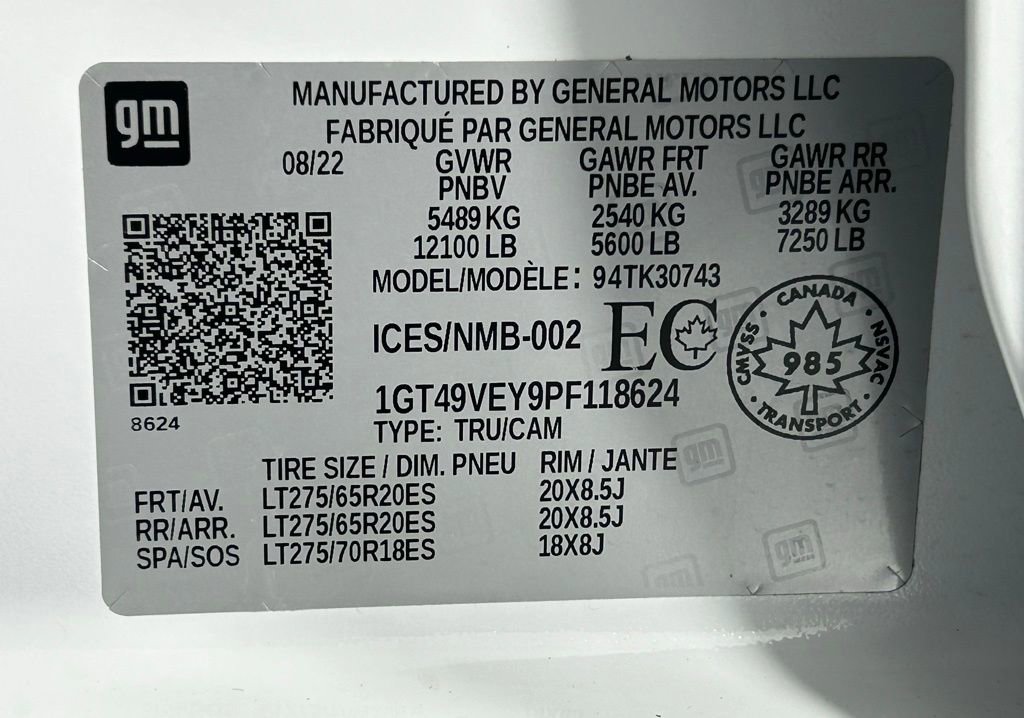 gm
MANUFACTURED BY GENERAL MOTORS LLC
FABRIQUÉ PAR GENERAL MOTORS LLC
08/22 GVWR GAWR FRT GAWR RR
PNBV PNBE AV. PNBE ARR.
5489 KG 2540 KG 3289 KG
12100 LB 5600 LB 7250 LB
MODEL/MODÈLE: 94TK30743
ICES/NMB-002 EC
CANADA
CMVSS 985 NSVAC
TRANSPORT
1GT49VEY9PF118624
8624
TYPE: TRU/CAM
TIRE SIZE / DIM. PNEU RIM / JANTE
FRT/AV. LT275/65R20ES 20X8.5J
RR/ARR. LT275/65R20ES 20X8.5J
SPA/SOS LT275/70R18ES 18X8J
gm
gm